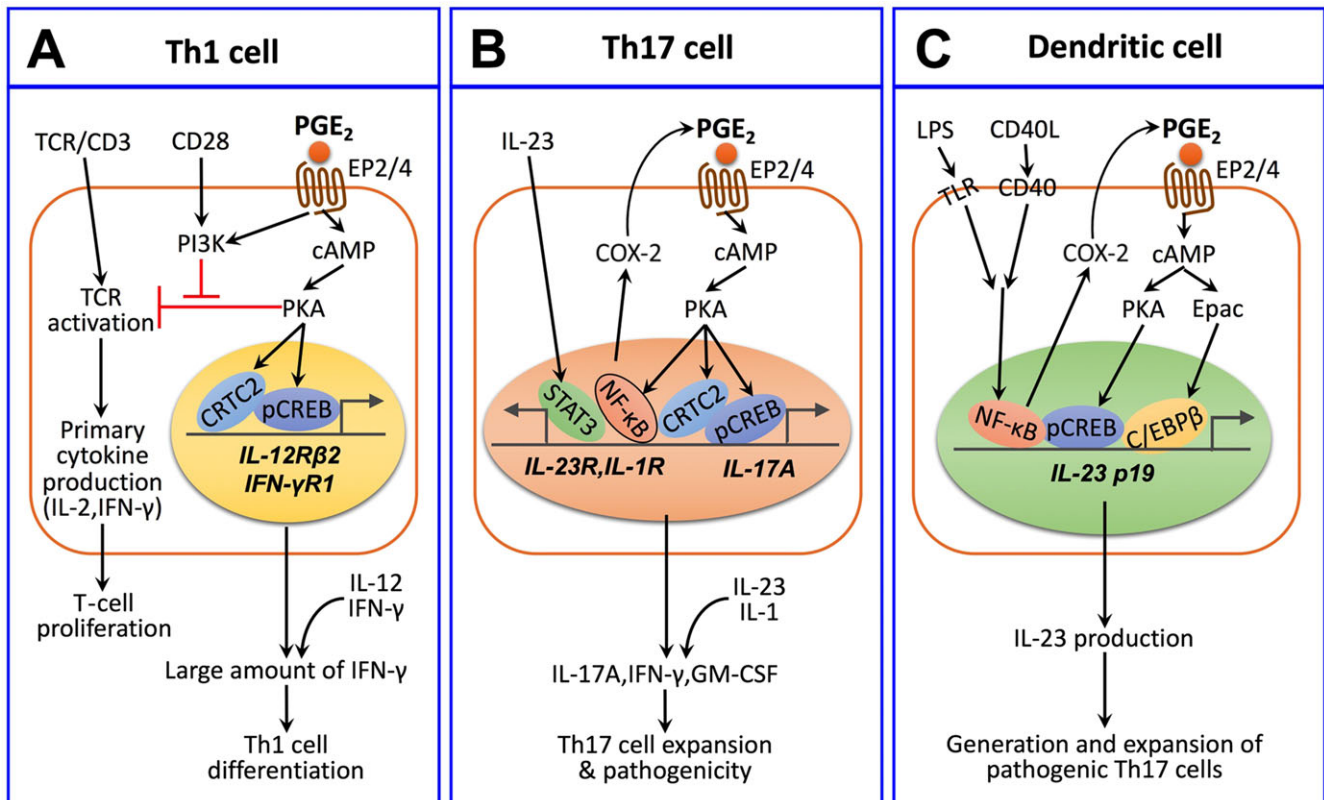 A Th1 cell
TCR/CD3
CD28
PGE2
EP2/4
PI3K
cAMP
TCR
activation
PKA
CRTC2
pCREB
IL-12Rβ2
IFN-γR1
Primary
cytokine
production
(IL-2,IFN-γ)
T-cell
proliferation
IL-12
IFN-γ
Large amount of IFN-γ
Th1 cell
differentiation
B Th17 cell
IL-23
PGE2
EP2/4
COX-2
cAMP
PKA
STAT3
NF-κB
CRTC2
pCREB
IL-23R,IL-1R
IL-17A
IL-23
IL-1
IL-17A,IFN-γ,GM-CSF
Th17 cell expansion
& pathogenicity
C Dendritic cell
LPS
CD40L
PGE2
EP2/4
TLR
CD40
COX-2
cAMP
PKA
Epac
NF-κB
pCREB
C/EBPβ
IL-23 p19
IL-23 production
Generation and expansion of
pathogenic Th17 cells